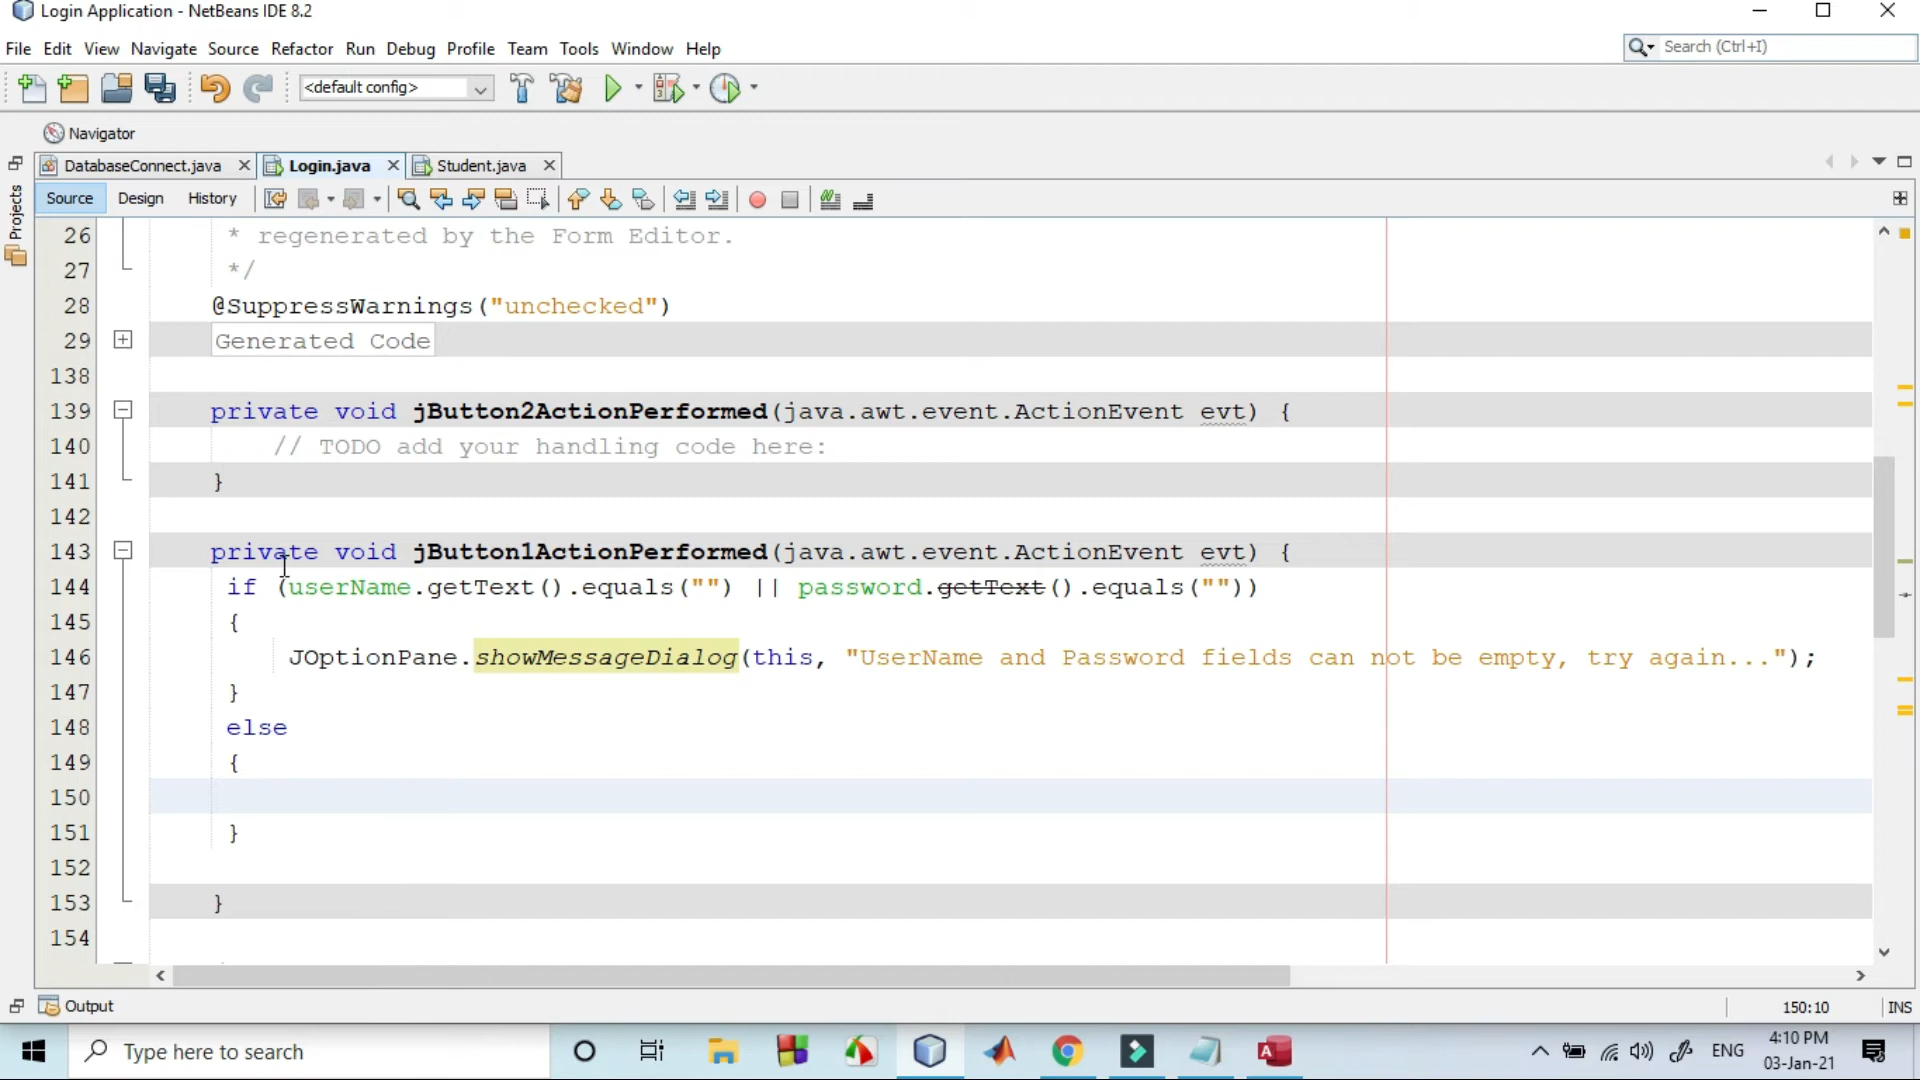 Login Application - NetBeans IDE 8.2
File Edit View Navigate Source Refactor Run Debug Profile Team Tools Window Help
Search (Ctrl+I)
<default config>
Navigator
DatabaseConnect.java Login.java Student.java
Source Design History
Projects
26 * regenerated by the Form Editor.
27 */
28 @SuppressWarnings("unchecked")
29 Generated Code
138
139 private void jButton2ActionPerformed(java.awt.event.ActionEvent evt) {
140 // TODO add your handling code here:
141 }
142
143 private void jButton1ActionPerformed(java.awt.event.ActionEvent evt) {
144 if (userName.getText().equals("") || password.getText().equals(""))
145 {
146 JOptionPane.showMessageDialog(this, "UserName and Password fields can not be empty, try again...");
147 }
148 else
149 {
150
151 }
152
153 }
154
Output
150:10 INS
Type here to search
ENG
4:10 PM
03-Jan-21